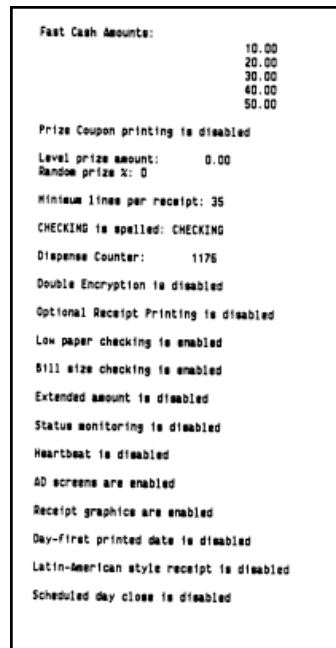 Fast Cash Amounts:
10.00
20.00
30.00
40.00
50.00
Prize Coupon printing is disabled
Level prize amount: 0.00
Random prize %: 0
Minimum lines per receipt: 35
CHECKING is spelled: CHECKING
Dispense Counter: 1176
Double Encryption is disabled
Optional Receipt Printing is disabled
Low paper checking is enabled
Bill size checking is enabled
Extended amount is disabled
Status monitoring is disabled
Heartbeat is disabled
AD screens are enabled
Receipt graphics are enabled
Day-first printed date is disabled
Latin-American style receipt is disabled
Scheduled day close is disabled